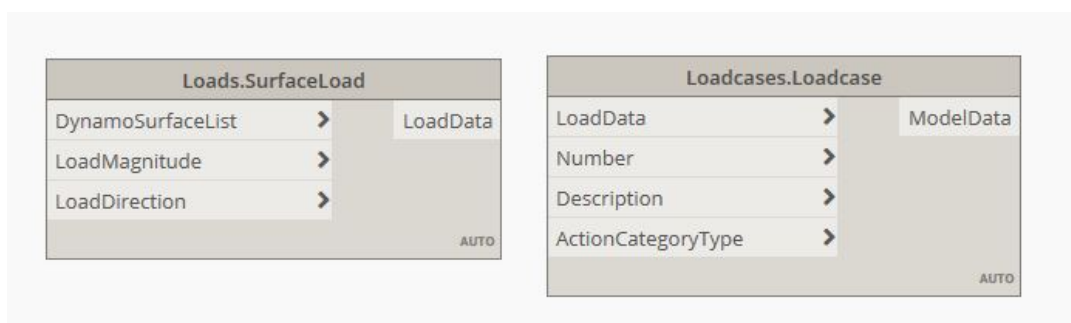 Loads.SurfaceLoad
DynamoSurfaceList > LoadData
LoadMagnitude >
LoadDirection >
AUTO
Loadcases.Loadcase
LoadData > ModelData
Number >
Description >
ActionCategoryType >
AUTO